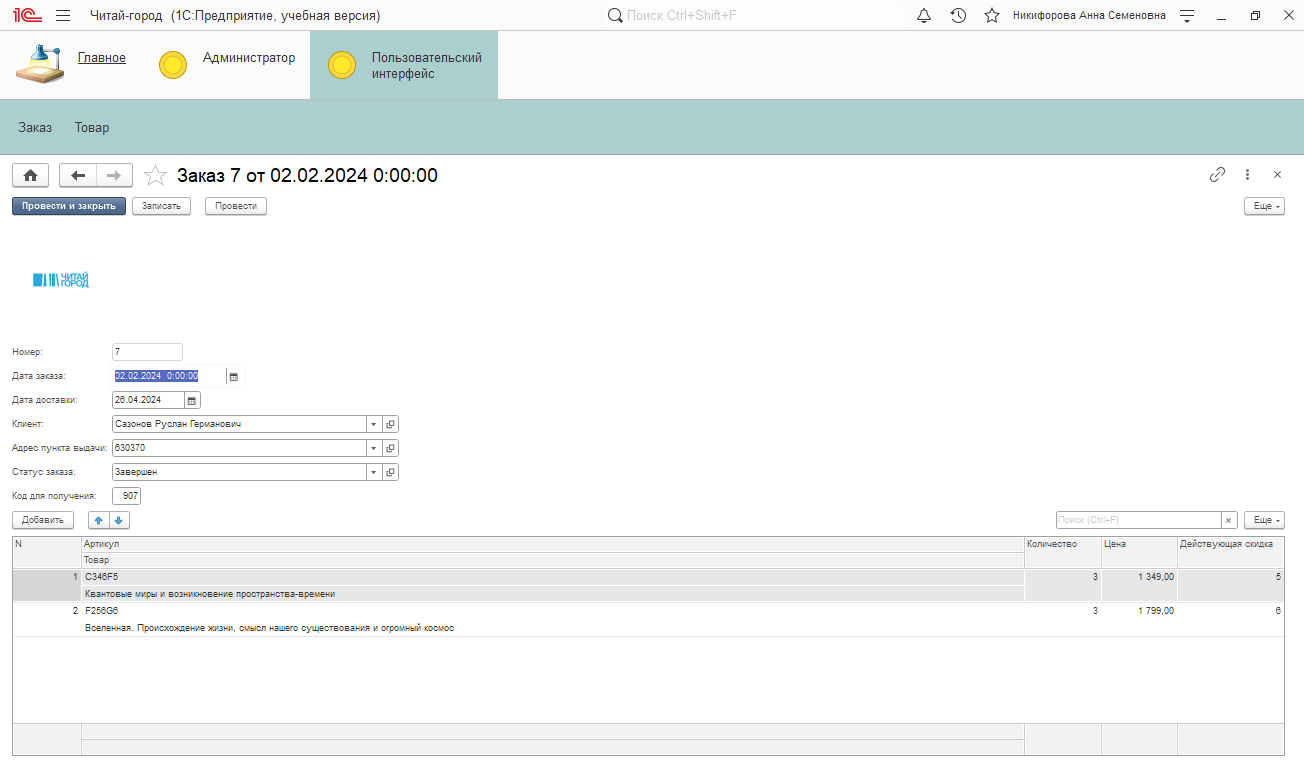 Читай-город (1С:Предприятие, учебная версия)
Поиск Ctrl+Shift+F
Никифорова Анна Семеновна
Главное
Администратор
Пользовательский
интерфейс
Заказ Товар
Заказ 7 от 02.02.2024 0:00:00
Провести и закрыть Записать Провести Еще
ЧИТАЙ
ГОРОД
Номер: 7
Дата заказа: 02.02.2024 0:00:00
Дата доставки: 26.04.2024
Клиент: Сазонов Руслан Германович
Адрес пункта выдачи: 630370
Статус заказа: Завершен
Код для получения: 907
Добавить Поиск (Ctrl+F) Еще
N Артикул Количество Цена Действующая скидка
Товар
1 C346F5 3 1 349,00 5
Квантовые миры и возникновение пространства-времени
2 F256G6 3 1 799,00 6
Вселенная. Происхождение жизни, смысл нашего существования и огромный космос